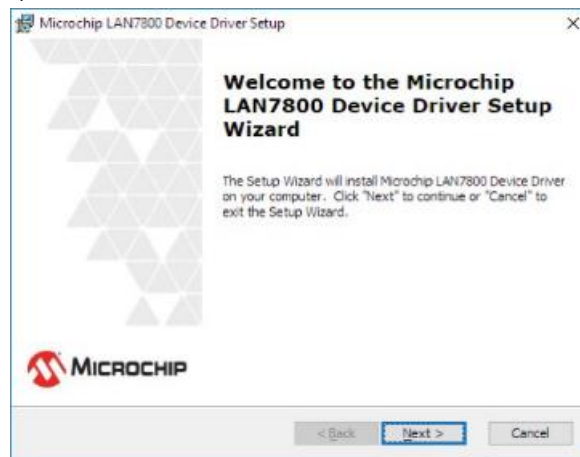 Microchip LAN7800 Device Driver Setup
Welcome to the Microchip
LAN7800 Device Driver Setup
Wizard
The Setup Wizard will install Microchip LAN7800 Device Driver
on your computer. Click "Next" to continue or "Cancel" to
exit the Setup Wizard.
MICROCHIP
< Back Next > Cancel